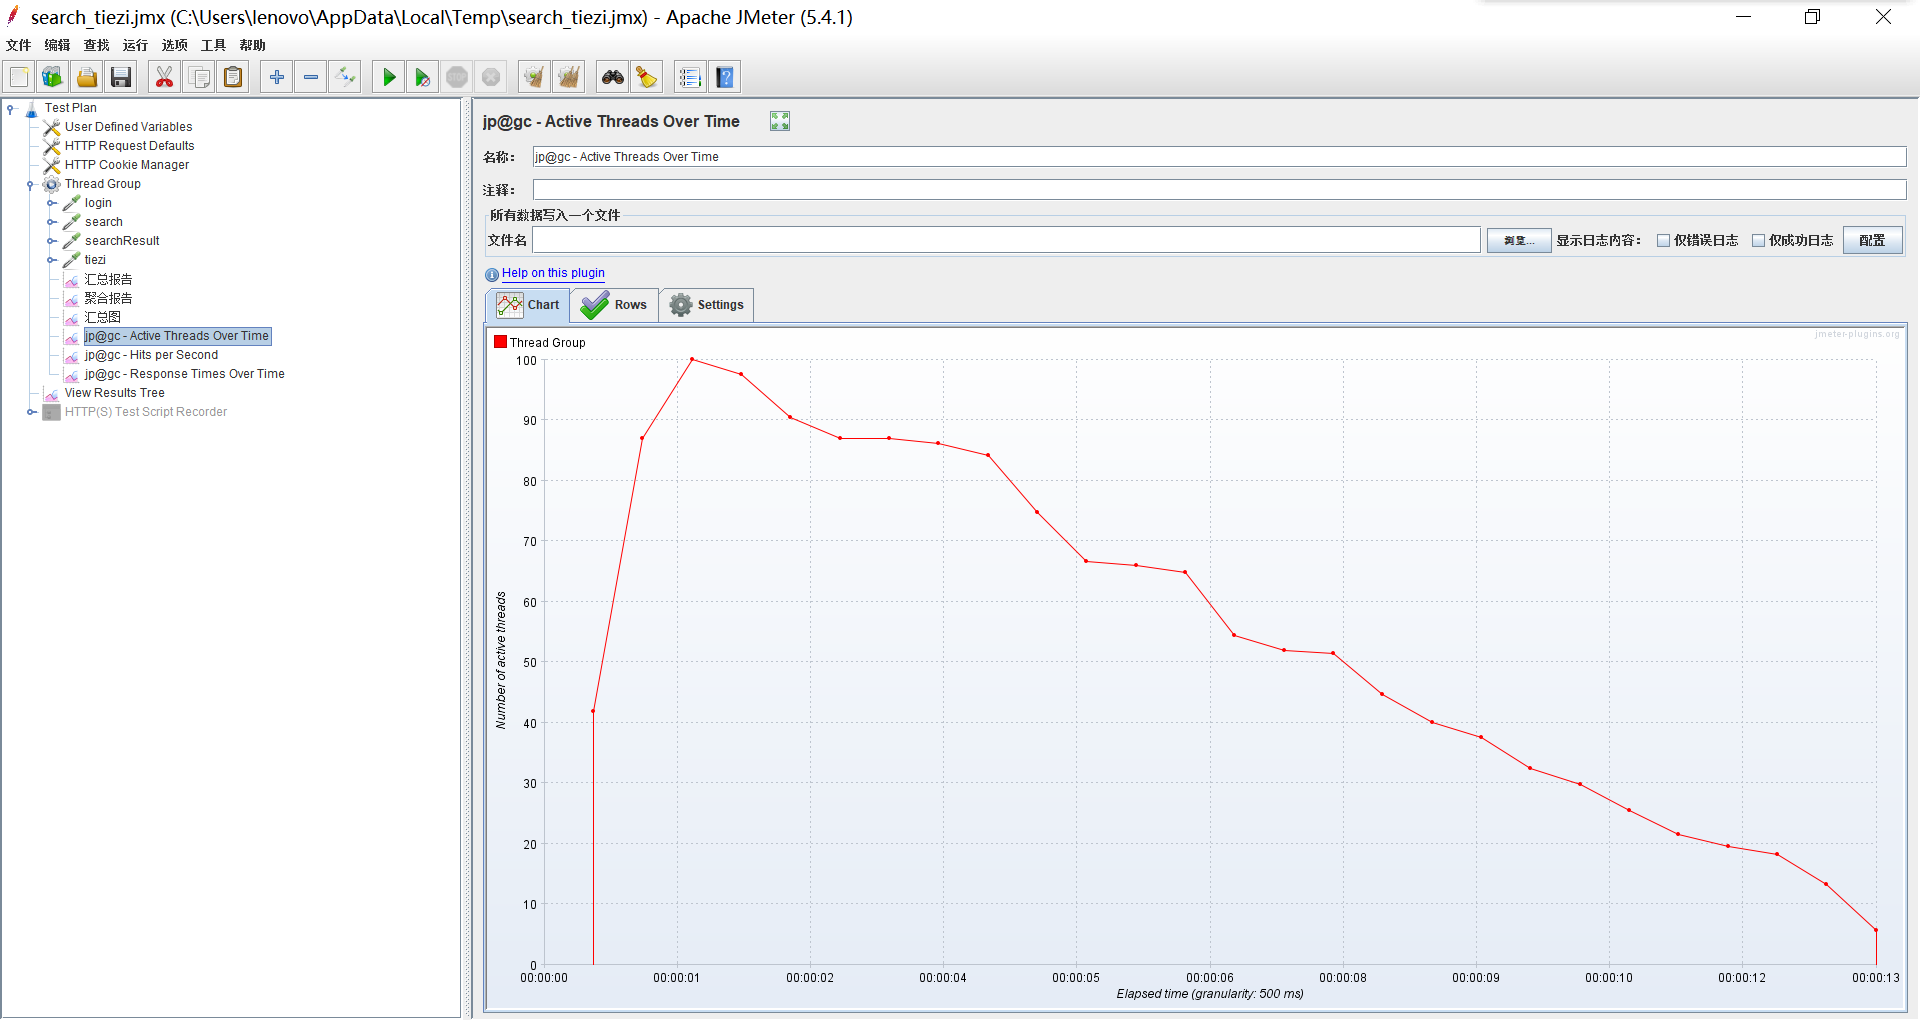 search_tiezi.jmx (C:\Users\lenovo\AppData\Local\Temp\search_tiezi.jmx) - Apache JMeter (5.4.1)
文件 编辑 查找 运行 选项 工具 帮助
STOP
Test Plan
User Defined Variables
HTTP Request Defaults
HTTP Cookie Manager
Thread Group
login
search
searchResult
tiezi
汇总报告
聚合报告
汇总图
jp@gc - Active Threads Over Time
jp@gc - Hits per Second
jp@gc - Response Times Over Time
View Results Tree
HTTP(S) Test Script Recorder
jp@gc - Active Threads Over Time
名称： jp@gc - Active Threads Over Time
注释：
所有数据写入一个文件
文件名 浏览... 显示日志内容： 仅错误日志 仅成功日志 配置
Help on this plugin
Chart Rows Settings
jmeter-plugins.org
Thread Group
100
90
80
70
60
50
40
30
20
10
0
Number of active threads
00:00:00 00:00:01 00:00:02 00:00:04 00:00:05 00:00:06 00:00:08 00:00:09 00:00:10 00:00:12 00:00:13
Elapsed time (granularity: 500 ms)